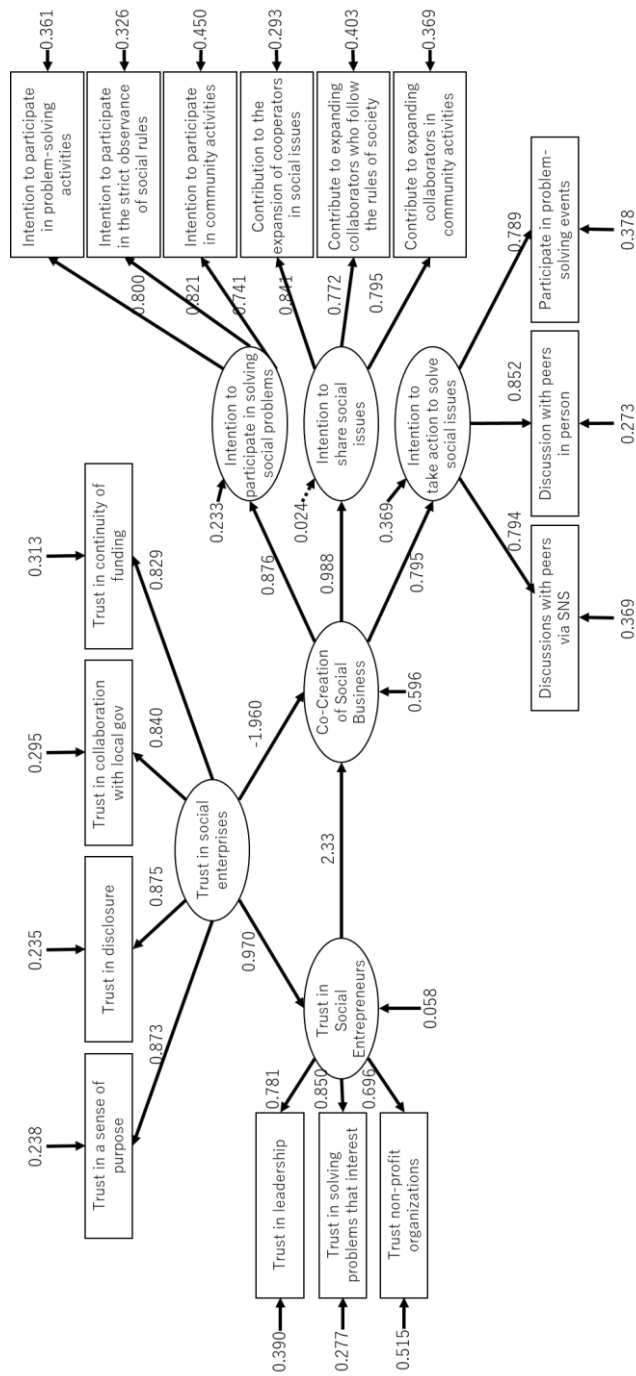 0.238
0.235
0.295
0.313
Trust in a sense of
purpose
Trust in disclosure
Trust in collaboration
with local gov
Trust in continuity of
funding
0.873
0.875
0.840
0.829
Trust in social
enterprises
0.970
-1.960
0.390
Trust in leadership
0.781
0.277
Trust in solving
problems that interest
0.850
0.515
Trust non-profit
organizations
0.696
Trust in
Social
Entrepreneurs
0.058
2.33
Co-Creation
of Social
Business
0.596
0.876
0.988
0.795
0.233
Intention to
participate in solving
social problems
0.024
Intention to
share social
issues
0.369
Intention to
take action to solve
social issues
0.800
0.821
0.741
0.841
0.772
0.795
Intention to participate
in problem-solving
activities
0.361
Intention to participate
in the strict observance
of social rules
0.326
Intention to participate
in community activities
0.450
Contribution to the
expansion of cooperators
in social issues
0.293
Contribute to expanding
collaborators who follow
the rules of society
0.403
Contribute to expanding
collaborators in
community activities
0.369
0.794
0.852
0.789
Discussions with peers
via SNS
Discussion with peers
in person
Participate in problem-
solving events
0.369
0.273
0.378